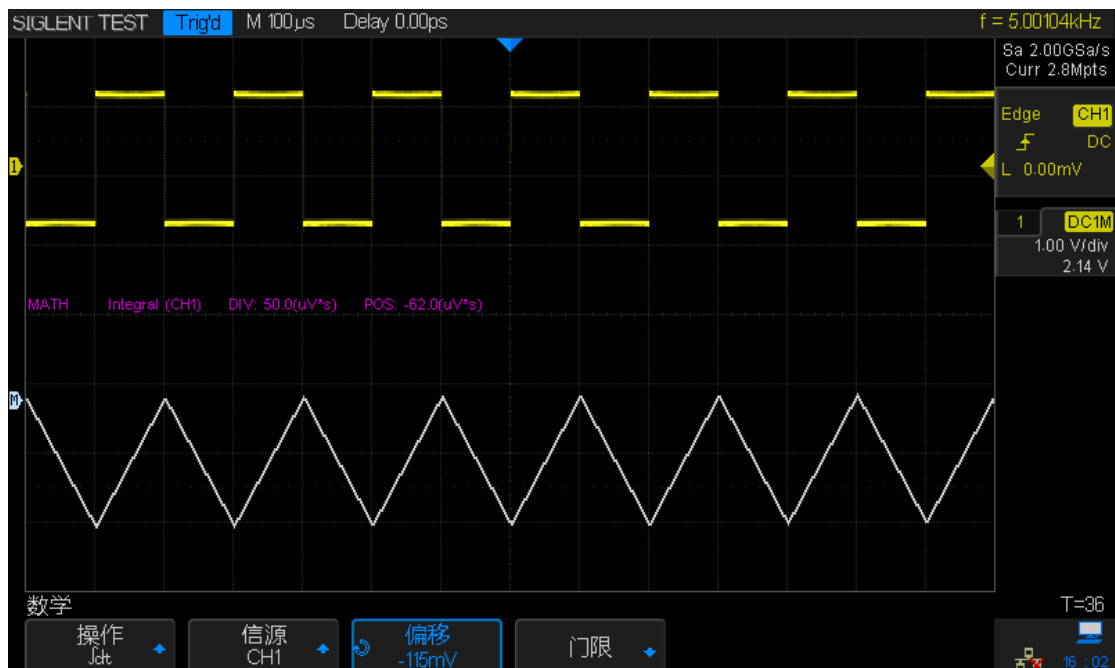 SIGLENT TEST Trig'd M 100μs Delay 0.00ps f = 5.00104kHz
Sa 2.00GSa/s
Curr 2.8Mpts
Edge CH1
DC
L 0.00mV
1
1 DC1M
1.00 V/div
2.14 V
MATH Integral (CH1) DIV: 50.0(uV*s) POS: -62.0(uV*s)
M
数学 T=36
操作 信源 偏移 门限
∫dt CH1 -115mV
16:02